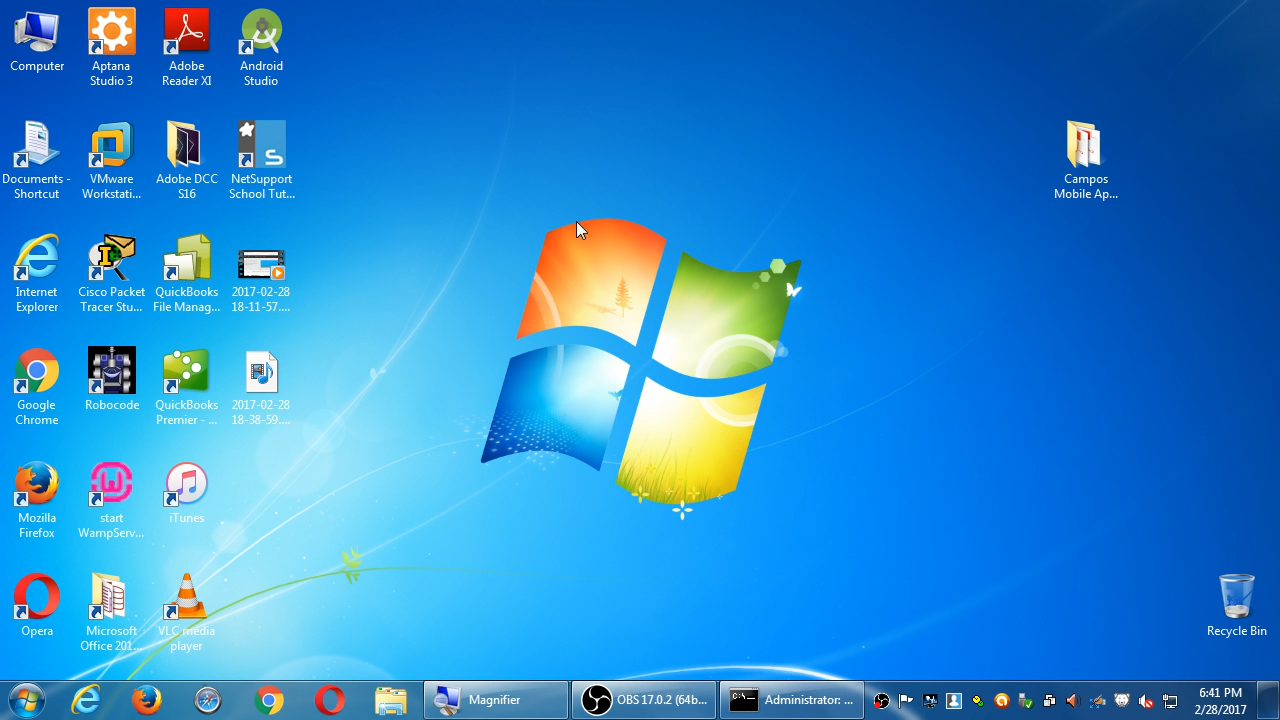 Computer
Aptana
Studio 3
Adobe
Reader XI
Android
Studio
Documents -
Shortcut
VMware
Workstati...
Adobe DCC
S16
NetSupport
School Tut...
Campos
Mobile Ap...
Internet
Explorer
Cisco Packet
Tracer Stu...
QuickBooks
File Manag...
2017-02-28
18-11-57....
Google
Chrome
Robocode
QuickBooks
Premier - ...
2017-02-28
18-38-59....
Mozilla
Firefox
start
WampServ...
iTunes
Opera
Microsoft
Office 201...
VLC media
player
Recycle Bin
Magnifier
OBS 17.0.2 (64b...
Administrator: ...
6:41 PM
2/28/2017